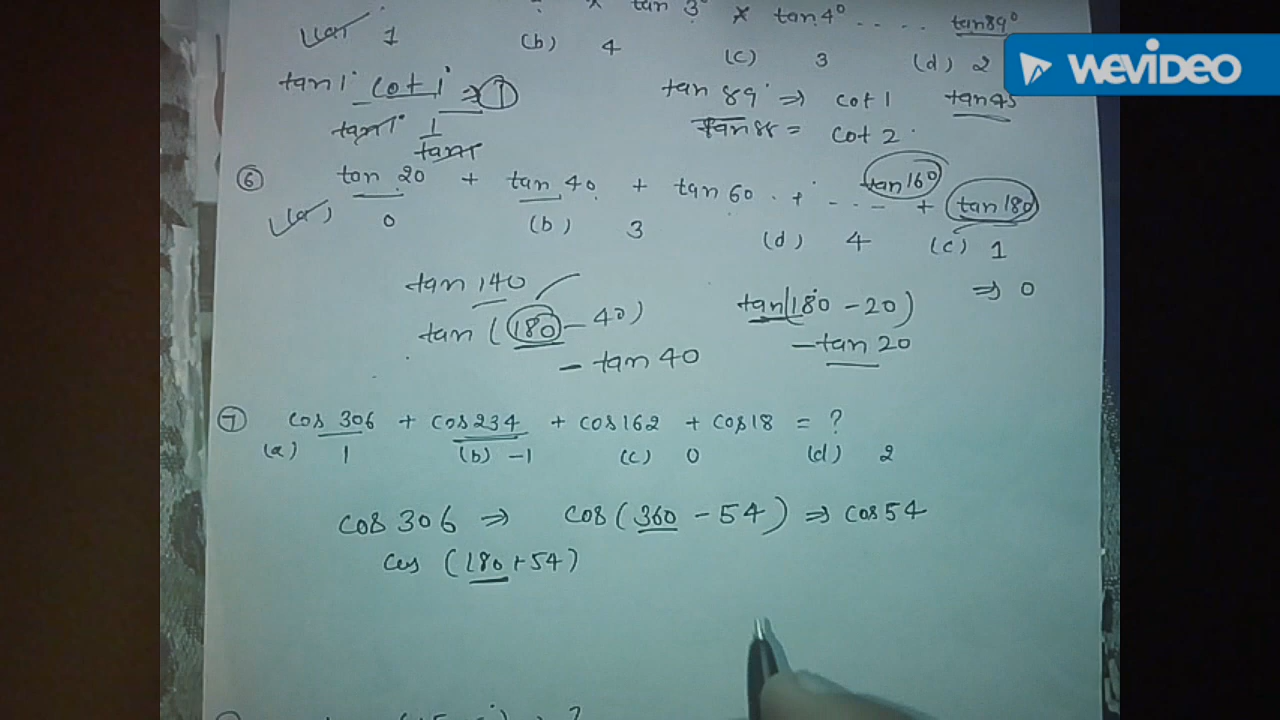 × tan 3° × tan 4° ..... tan 89°
(a) 1 (b) 4 (c) 3 (d) 2
WEVIDEO
tan 1° cot 1° ⇒ 1 tan 89° ⇒ cot 1 tan 45
tan 1° 1/tan 1 tan 88 = cot 2
⑥ tan 20 + tan 40 + tan 60 . + . - . . - tan 160 + tan 180
(a) 0 (b) 3 (d) 4 (c) 1
tan 140 ⇒ 0
tan (180 - 40) tan(180 - 20)
- tan 40 - tan 20
⑦ cos 306 + cos 234 + cos 162 + cos 18 = ?
(a) 1 (b) -1 (c) 0 (d) 2
cos 306 ⇒ cos (360 - 54) ⇒ cos 54
cos (180 + 54)